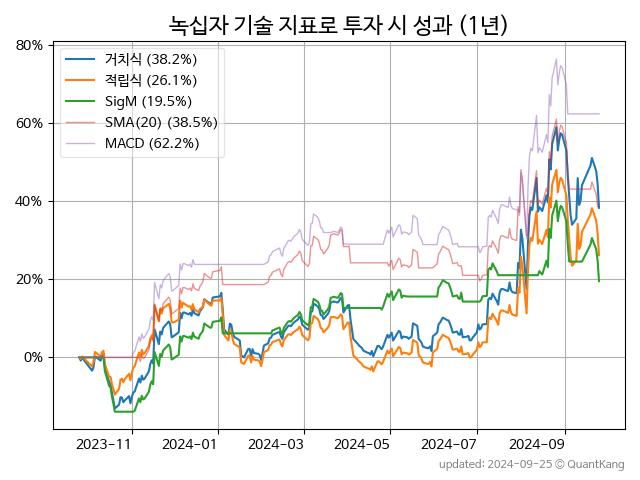 녹십자 기술 지표로 투자 시 성과 (1년)
80%
60%
40%
20%
0%
거치식 (38.2%)
적립식 (26.1%)
SigM (19.5%)
SMA(20) (38.5%)
MACD (62.2%)
2023-11
2024-01
2024-03
2024-05
2024-07
2024-09
updated: 2024-09-25 © QuantKang